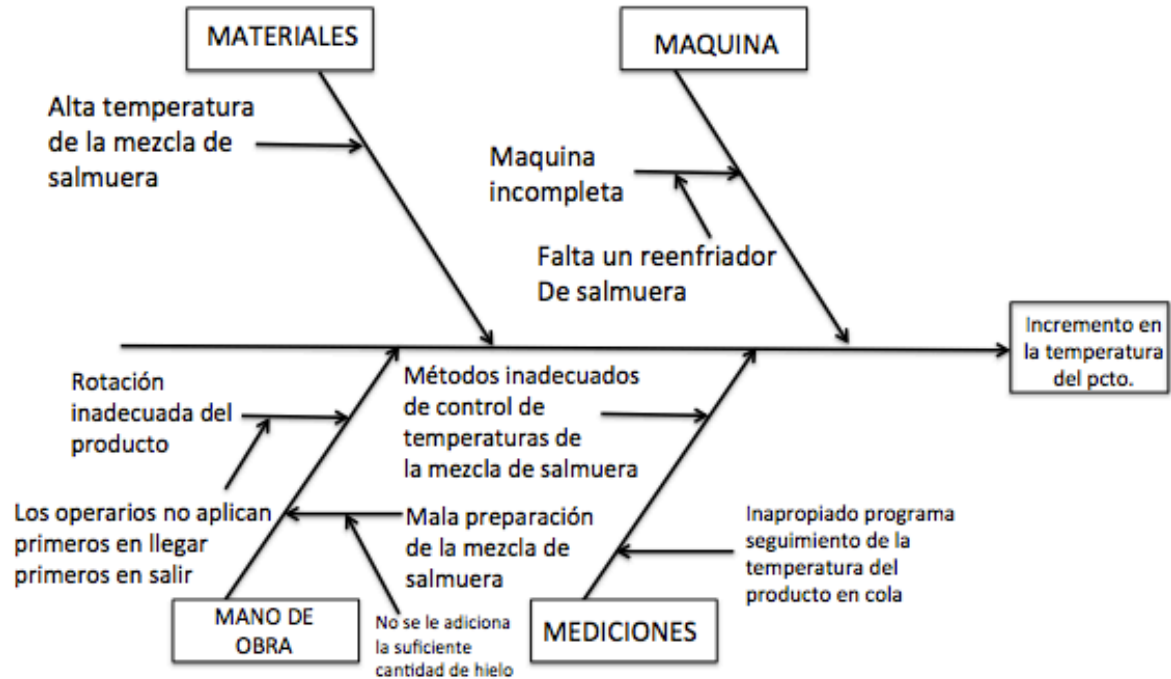 MATERIALES
MAQUINA
Alta temperatura
de la mezcla de
salmuera
Maquina
incompleta
Falta un reenfriador
De salmuera
Incremento en
la temperatura
del pcto.
Rotación
inadecuada del
producto
Métodos inadecuados
de control de
temperaturas de
la mezcla de salmuera
Los operarios no aplican
primeros en llegar
primeros en salir
Mala preparación
de la mezcla de
salmuera
Inapropiado programa
seguimiento de la
temperatura del
producto en cola
MANO DE
OBRA
No se le adiciona
la suficiente
cantidad de hielo
MEDICIONES